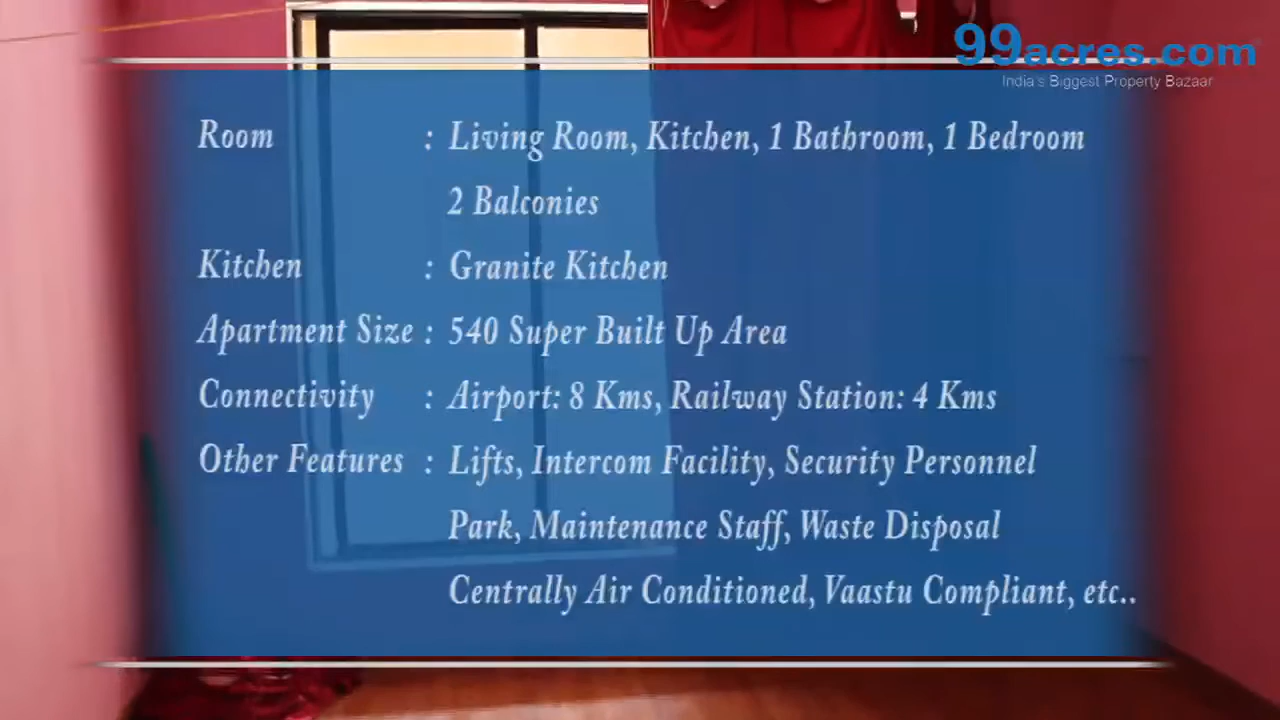 99acres.com
India's Biggest Property Bazaar
Room : Living Room, Kitchen, 1 Bathroom, 1 Bedroom
2 Balconies
Kitchen : Granite Kitchen
Apartment Size : 540 Super Built Up Area
Connectivity : Airport: 8 Kms, Railway Station: 4 Kms
Other Features : Lifts, Intercom Facility, Security Personnel
Park, Maintenance Staff, Waste Disposal
Centrally Air Conditioned, Vaastu Compliant, etc..